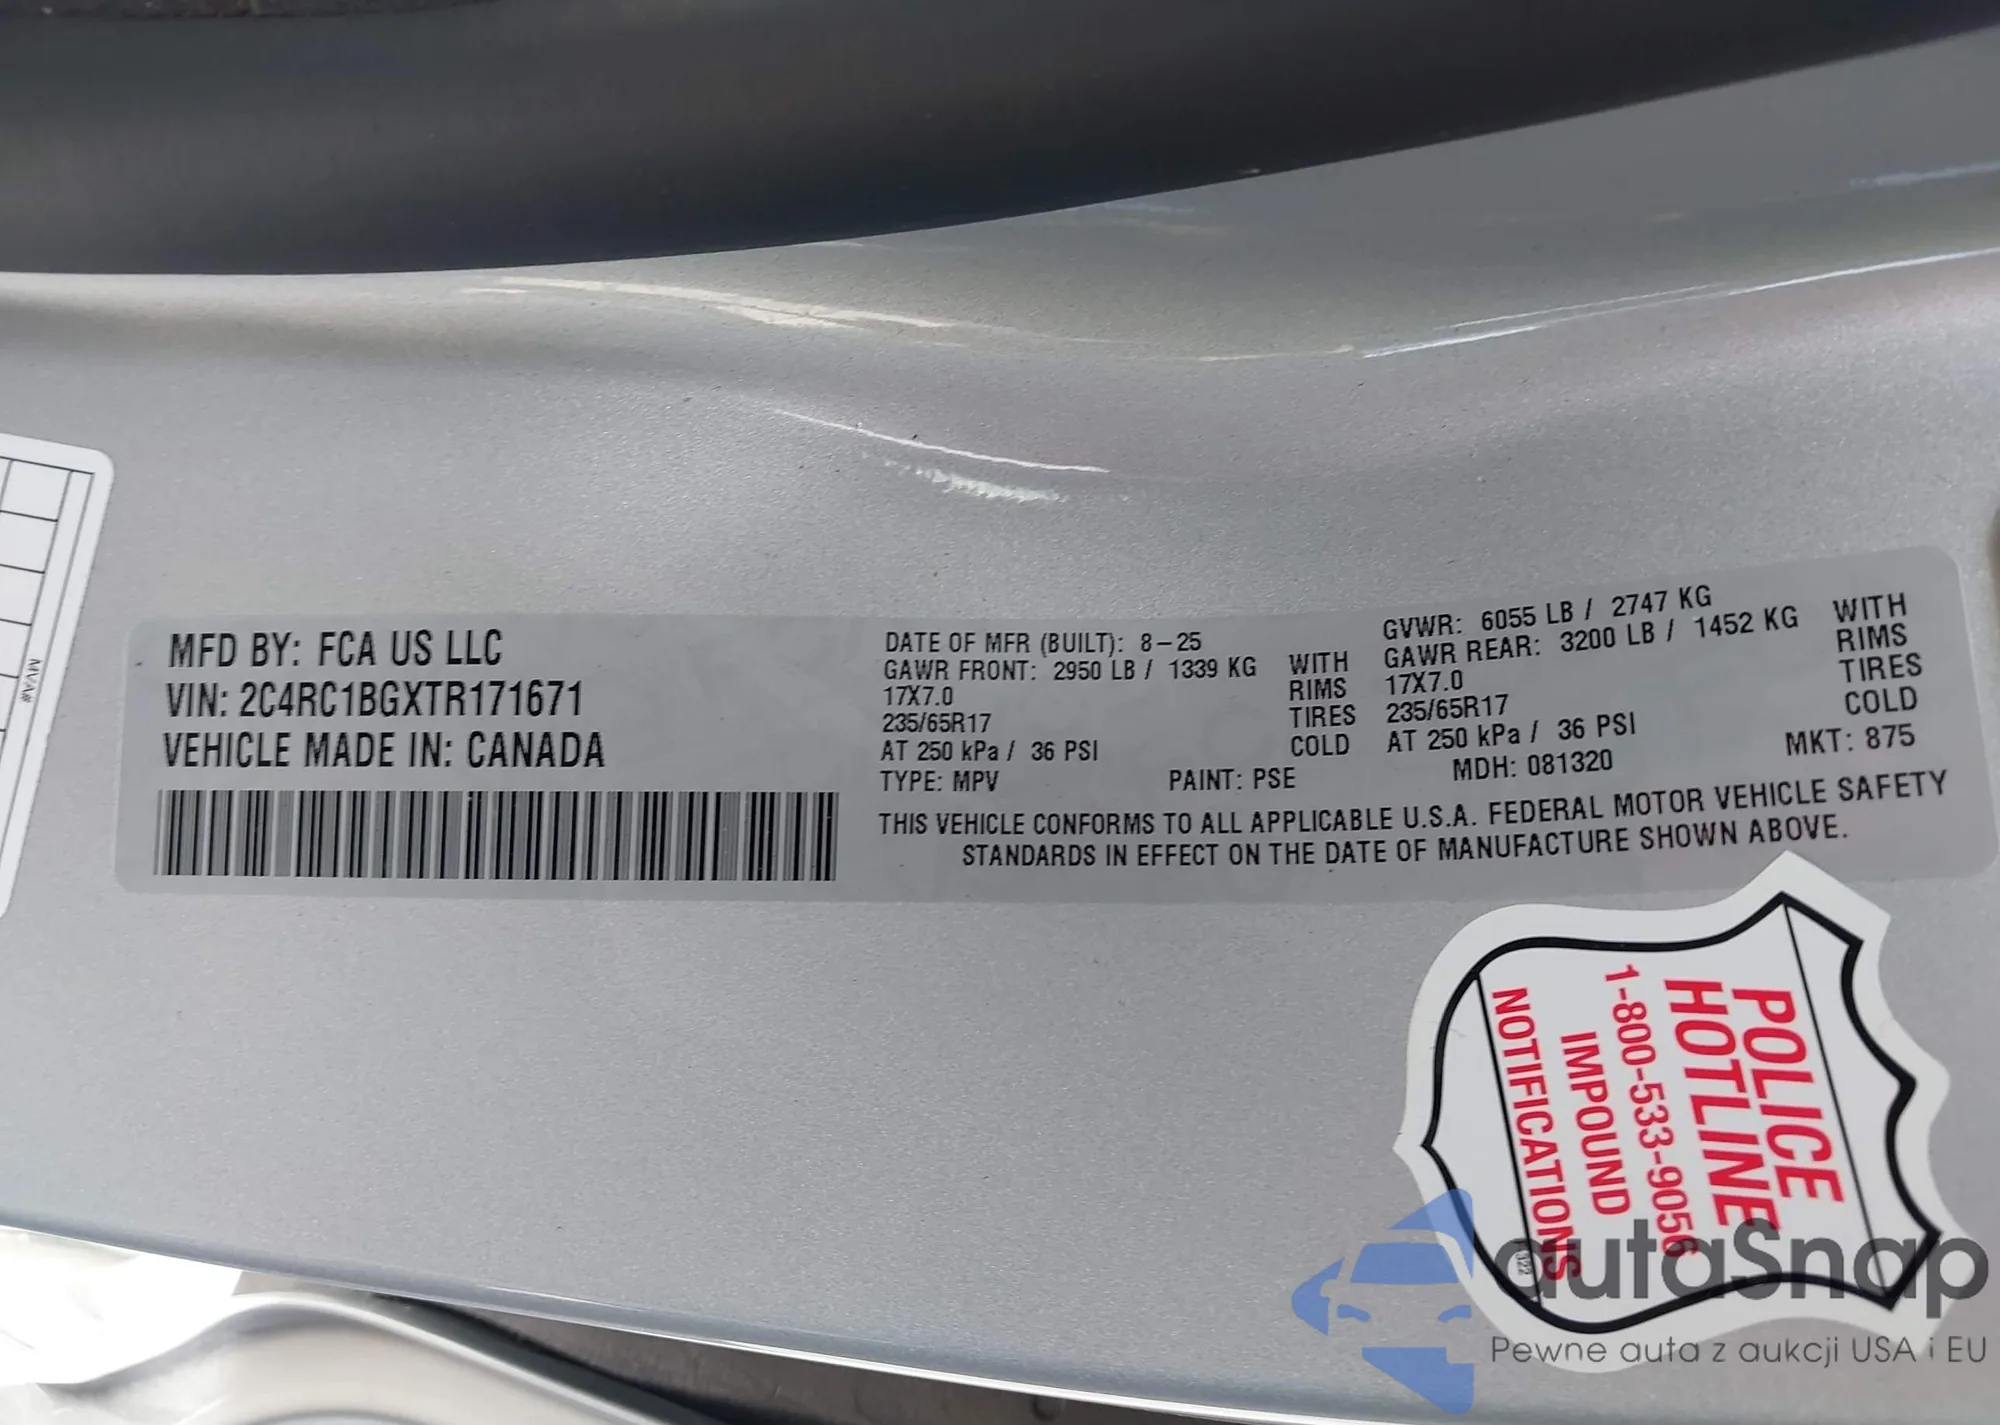 MFD BY: FCA US LLC
VIN: 2C4RC1BGXTR171671
VEHICLE MADE IN: CANADA
DATE OF MFR (BUILT): 8-25 GVWR: 6055 LB / 2747 KG
GAWR FRONT: 2950 LB / 1339 KG WITH GAWR REAR: 3200 LB / 1452 KG WITH
17X7.0 RIMS 17X7.0 RIMS
235/65R17 TIRES 235/65R17 TIRES
AT 250 kPa / 36 PSI COLD AT 250 kPa / 36 PSI COLD
TYPE: MPV PAINT: PSE MDH: 081320 MKT: 875
THIS VEHICLE CONFORMS TO ALL APPLICABLE U.S.A. FEDERAL MOTOR VEHICLE SAFETY
STANDARDS IN EFFECT ON THE DATE OF MANUFACTURE SHOWN ABOVE.
MVA#
POLICE
HOTLINE
1-800-533-9056
IMPOUND
NOTIFICATIONS
autaSnap
Pewne auta z aukcji USA i EU